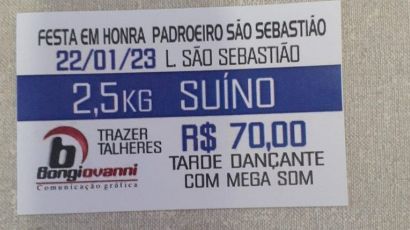 FESTA EM HONRA PADROEIRO SÃO SEBASTIÃO
22/01/23 L. SÃO SEBASTIÃO
2,5KG SUÍNO
TRAZER TALHERES
R$ 70,00
TARDE DANÇANTE
COM MEGA SOM
b
Bongiovanni
Comunicação gráfica